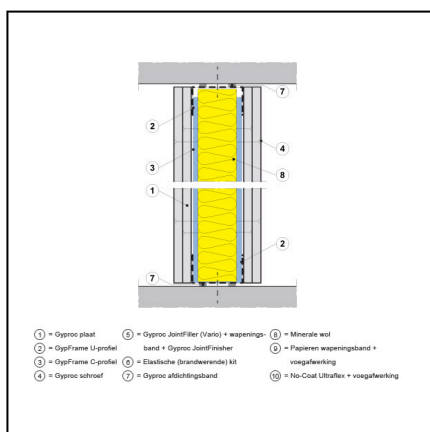 7
2
4
3
8
1
2
7
1 = Gyproc plaat
2 = GypFrame U-profiel
3 = GypFrame C-profiel
4 = Gyproc schroef
5 = Gyproc JointFiller (Vario) + wapenings-
band + Gyproc JointFinisher
6 = Elastische (brandwerende) kit
7 = Gyproc afdichtingsband
8 = Minerale wol
9 = Papieren wapeningsband +
voegafwerking
10 = No-Coat Ultraflex + voegafwerking